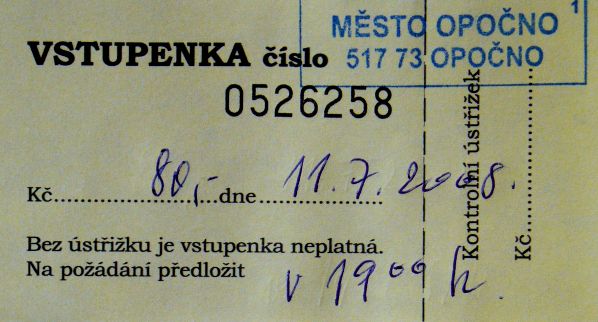 1
MĚSTO OPOČNO
517 73 OPOČNO
VSTUPENKA číslo
0526258
Kč.....80,-.....dne.....11.7.2008.
Bez ústřižku je vstupenka neplatná.
Na požádání předložit v 19⁰⁰ h.
Kontrolní ústřižek
Kč..............................